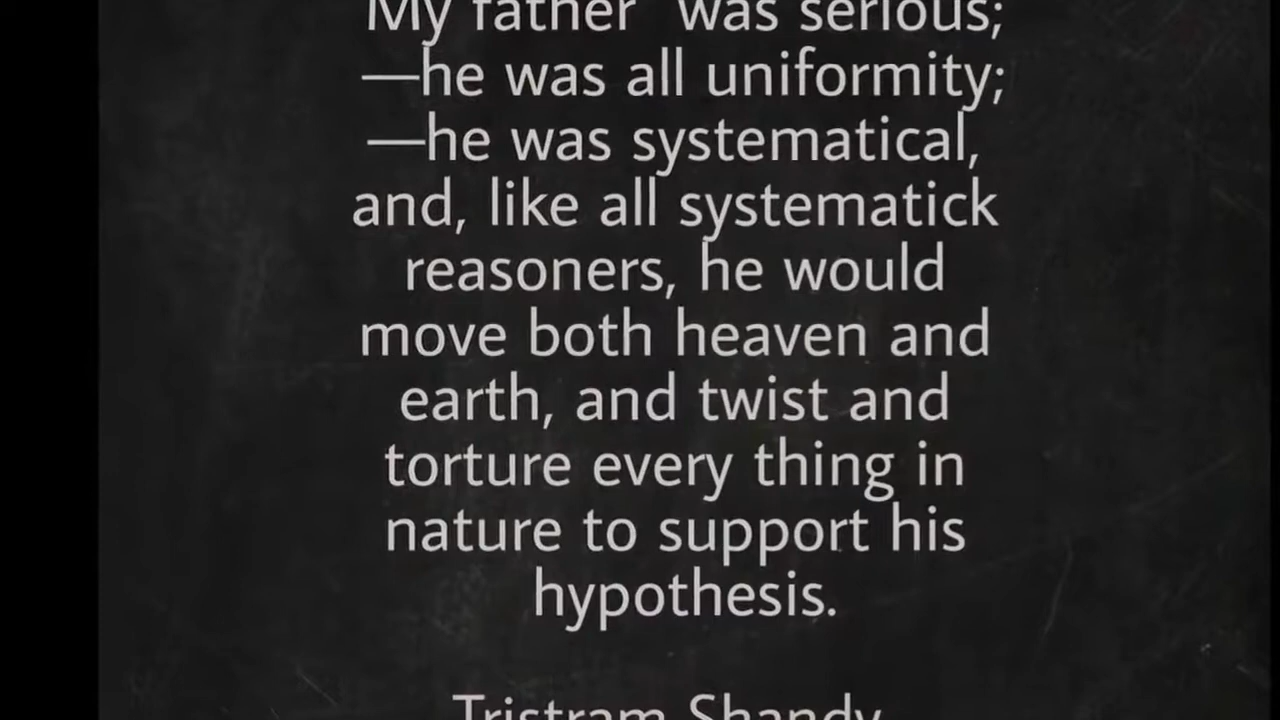 My father was serious;
—he was all uniformity;
—he was systematical,
and, like all systematick
reasoners, he would
move both heaven and
earth, and twist and
torture every thing in
nature to support his
hypothesis.
Tristram Shandy